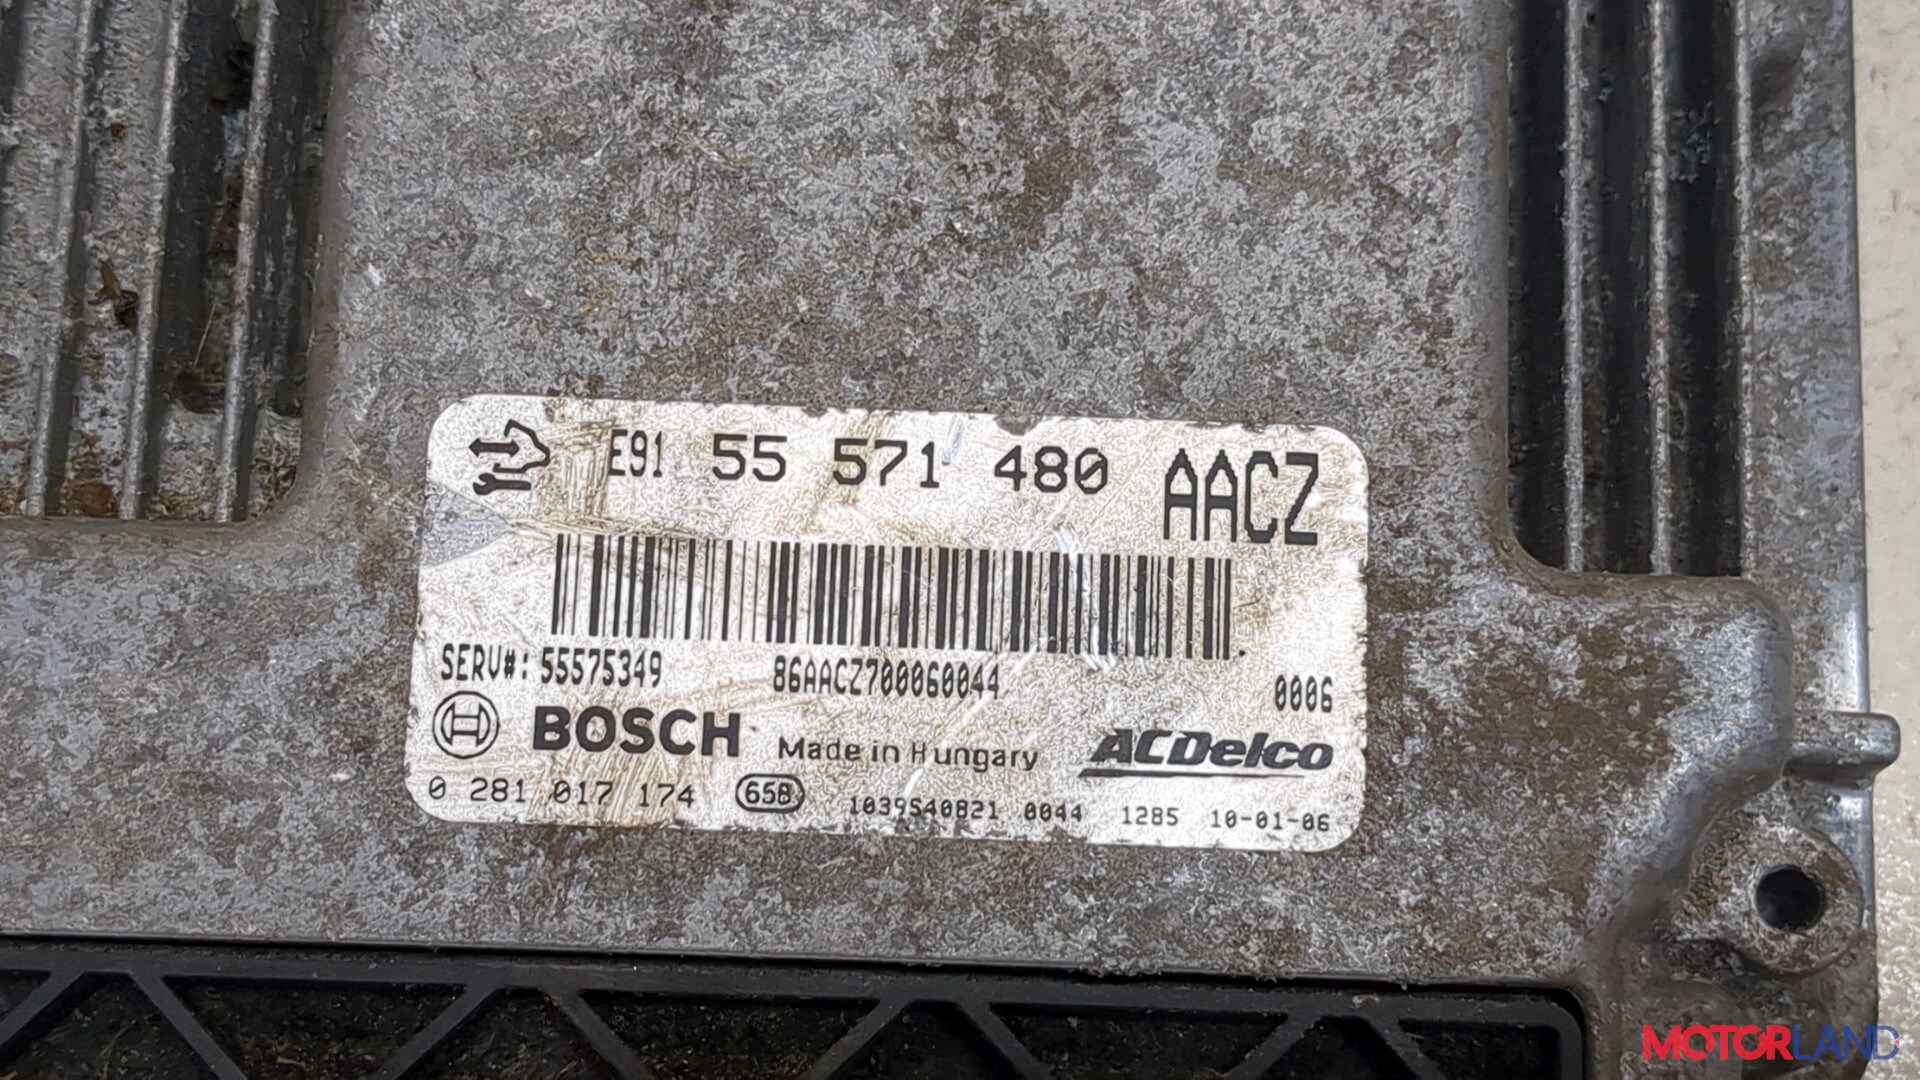 E91 55 571 480 AACZ
SERV#: 55575349 86AACZ700060044 0006
BOSCH Made in Hungary ACDelco
0 281 017 174 65B 1039S40821 0044 1285 10-01-06
MOTORLAND